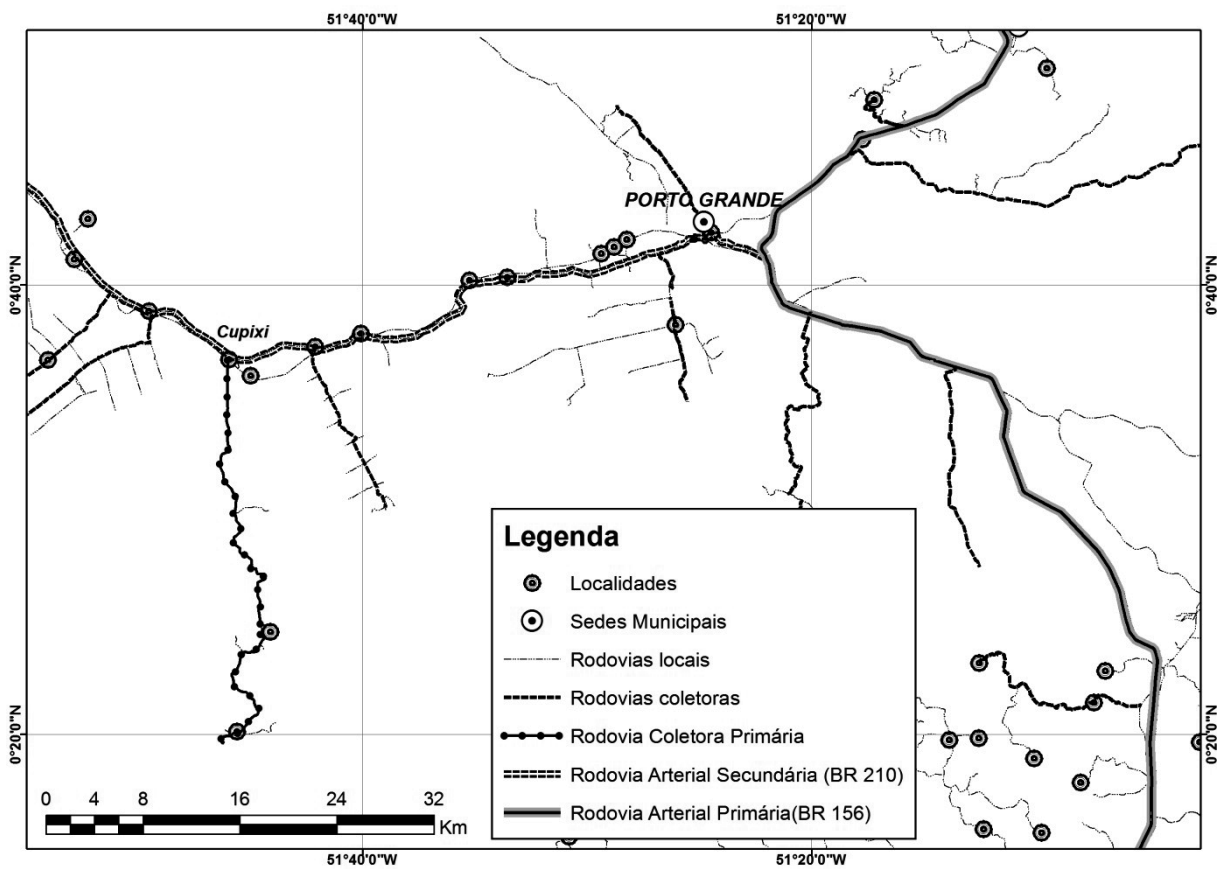 51°40'0"W 51°20'0"W
PORTO GRANDE
0°40'0"N 0°40'0"N
Cupixi
Legenda
Localidades
Sedes Municipais
Rodovias locais
Rodovias coletoras
Rodovia Coletora Primária
Rodovia Arterial Secundária (BR 210)
Rodovia Arterial Primária(BR 156)
0°20'0"N 0°20'0"N
0 4 8 16 24 32
Km
51°40'0"W 51°20'0"W